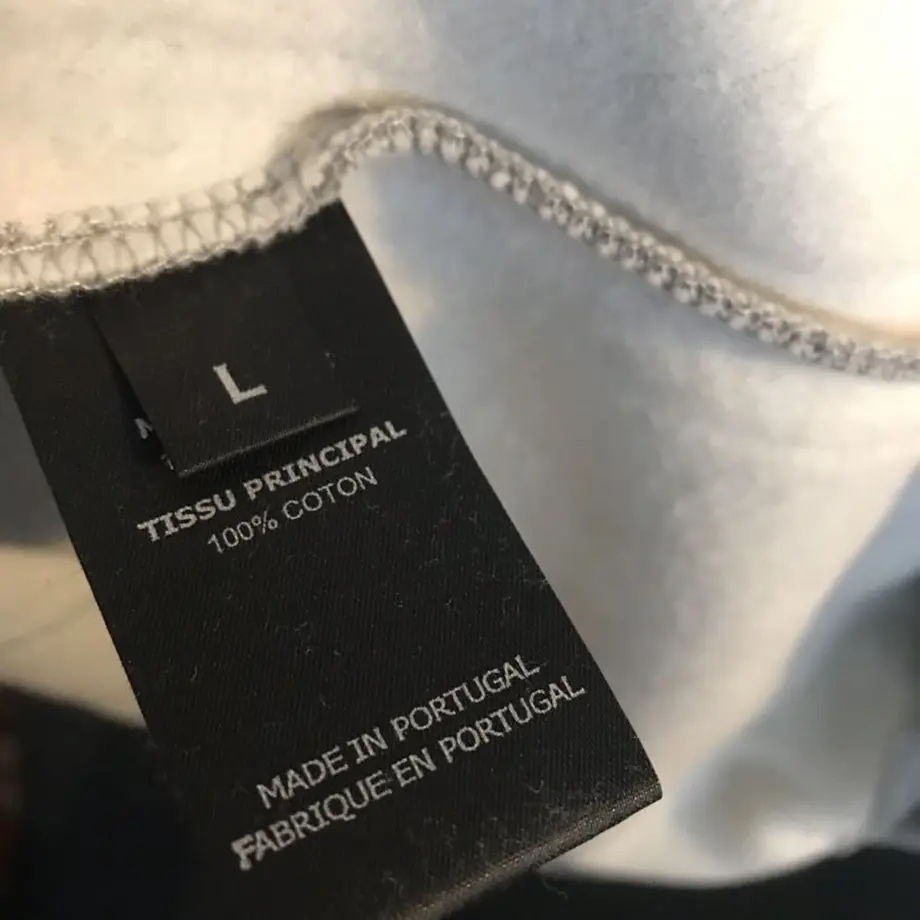 L
TISSU PRINCIPAL
100% COTON
MADE IN PORTUGAL
FABRIQUE EN PORTUGAL